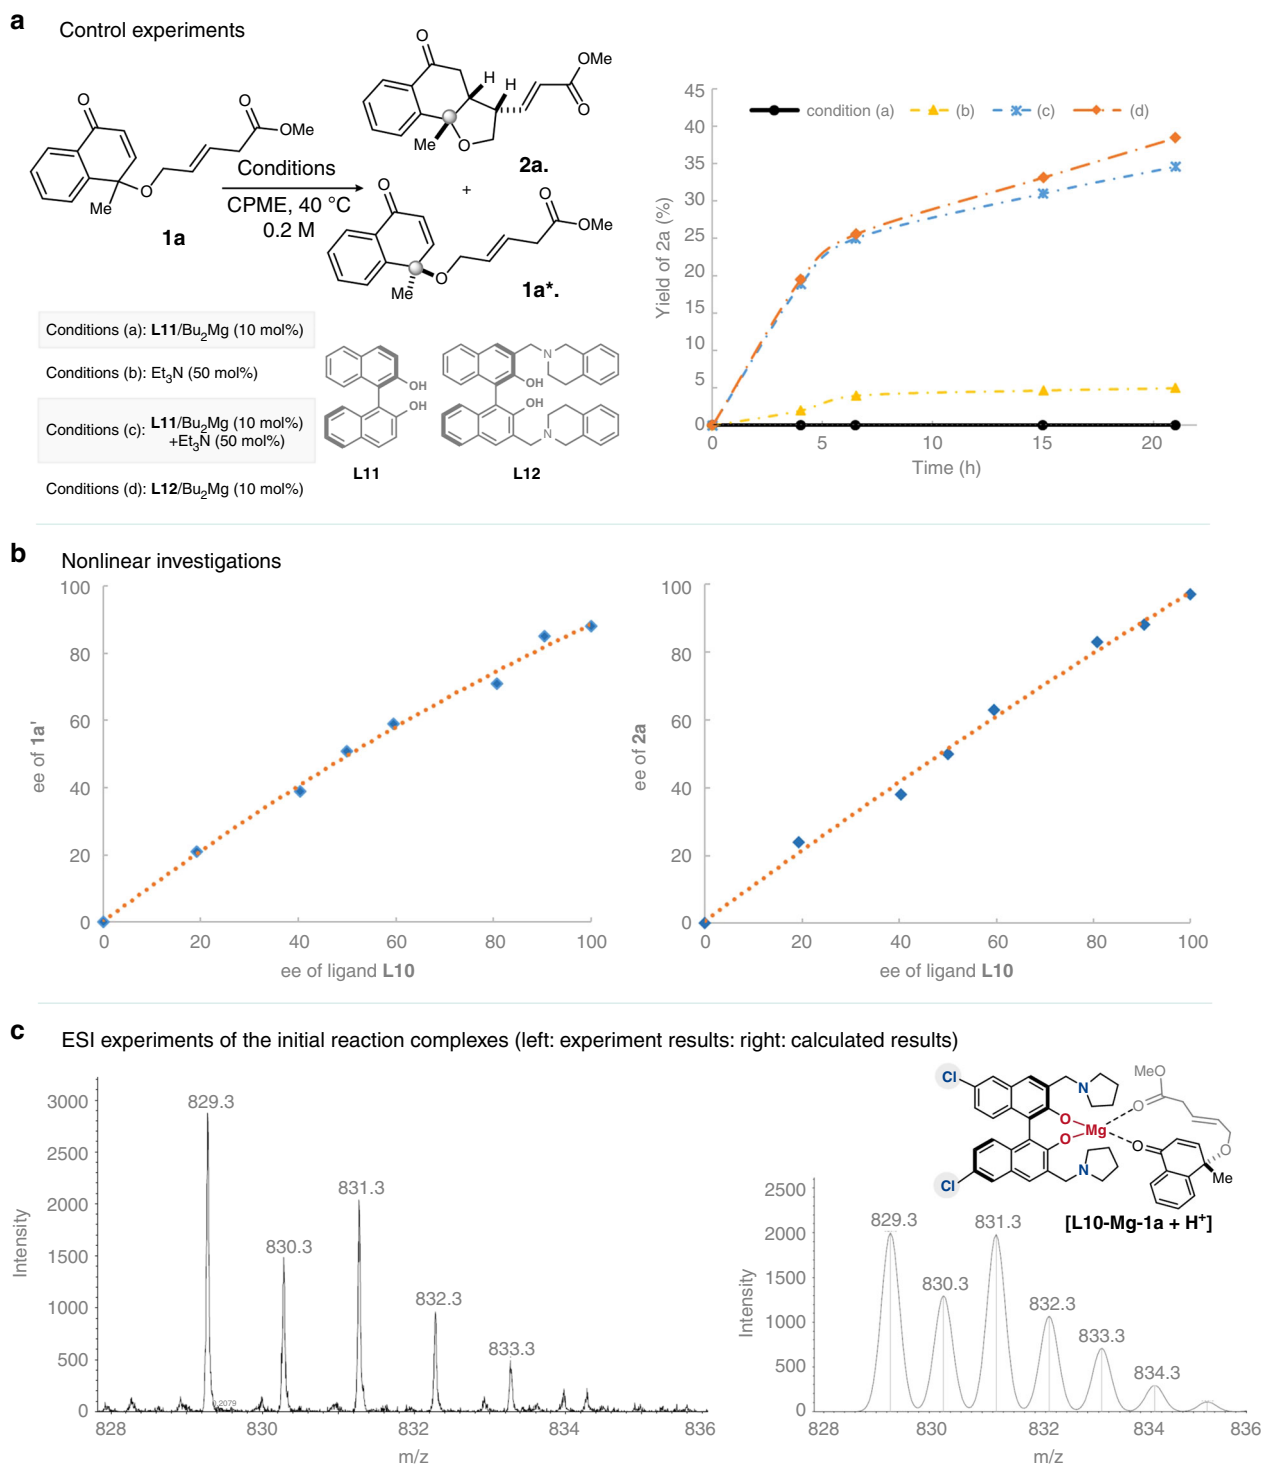 a
Control experiments
O
O
OMe
O
Me
1a
Conditions
CPME, 40 °C
0.2 M
O
H
H
OMe
O
Me
O
2a.
+
O
O
OMe
O
Me
1a*.
Conditions (a): L11/Bu2Mg (10 mol%)
Conditions (b): Et3N (50 mol%)
Conditions (c): L11/Bu2Mg (10 mol%)
+Et3N (50 mol%)
Conditions (d): L12/Bu2Mg (10 mol%)
OH
OH
L11
N
OH
OH
N
L12
condition (a)
(b)
(c)
(d)
Yield of 2a (%)
45
40
35
30
25
20
15
10
5
0
0 5 10 15 20
Time (h)
b
Nonlinear investigations
ee of 1a'
100
80
60
40
20
0
0 20 40 60 80 100
ee of ligand L10
ee of 2a
100
80
60
40
20
0
0 20 40 60 80 100
ee of ligand L10
c
ESI experiments of the initial reaction complexes (left: experiment results: right: calculated results)
Intensity
3000
2500
2000
1500
1000
500
0
829.3
830.3
831.3
832.3
833.3
828 830 832 834 836
m/z
Cl
N
O
O
Mg
N
Cl
MeO
O
O
O
Me
[L10-Mg-1a + H+]
Intensity
2500
2000
1500
1000
500
0
829.3
830.3
831.3
832.3
833.3
834.3
828 830 832 834 836
m/z